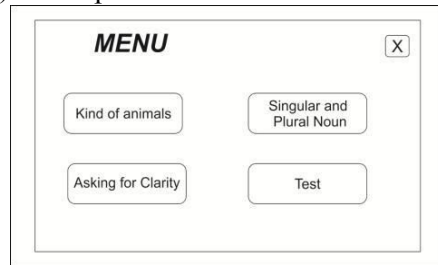 MENU
X
Kind of animals
Singular and
Plural Noun
Asking for Clarity
Test